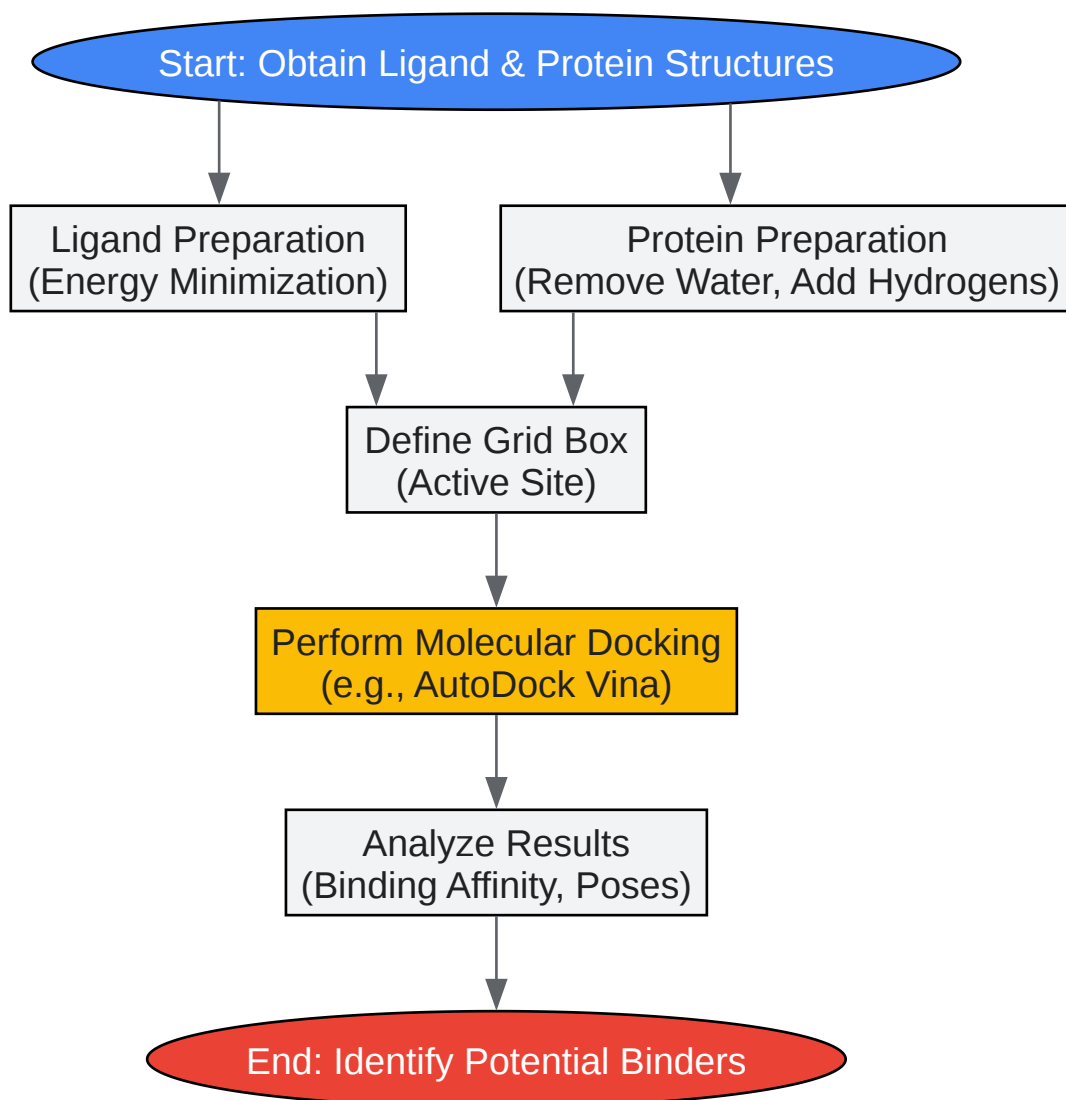 Start: Obtain Ligand & Protein Structures
Ligand Preparation
(Energy Minimization)
Protein Preparation
(Remove Water, Add Hydrogens)
Define Grid Box
(Active Site)
Perform Molecular Docking
(e.g., AutoDock Vina)
Analyze Results
(Binding Affinity, Poses)
End: Identify Potential Binders